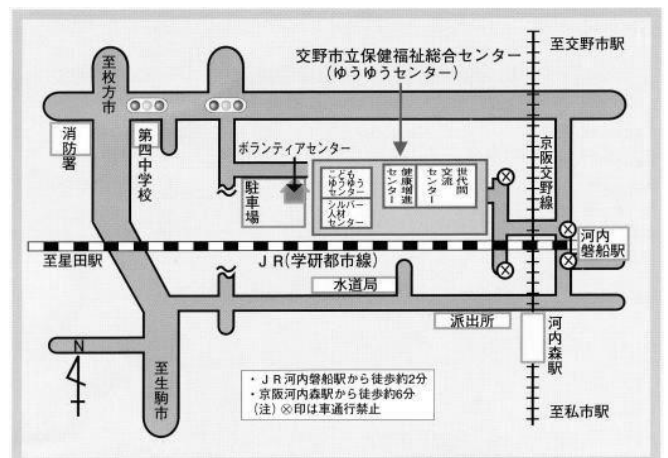 交野市立保健福祉総合センター
(ゆうゆうセンター)
至交野市駅
至枚方市
消防署
第四中学校
ボランティアセンター
駐車場
こども
ゆうゆう
センター
シルバー
人材
センター
健康増進
センター
世代間
交流
センター
京阪交野線
河内
磐船駅
至星田駅
JR(学研都市線)
水道局
派出所
河内森駅
至生駒市
至私市駅
N
・JR河内磐船駅から徒歩約2分
・京阪河内森駅から徒歩約6分
(注)⊗印は車通行禁止